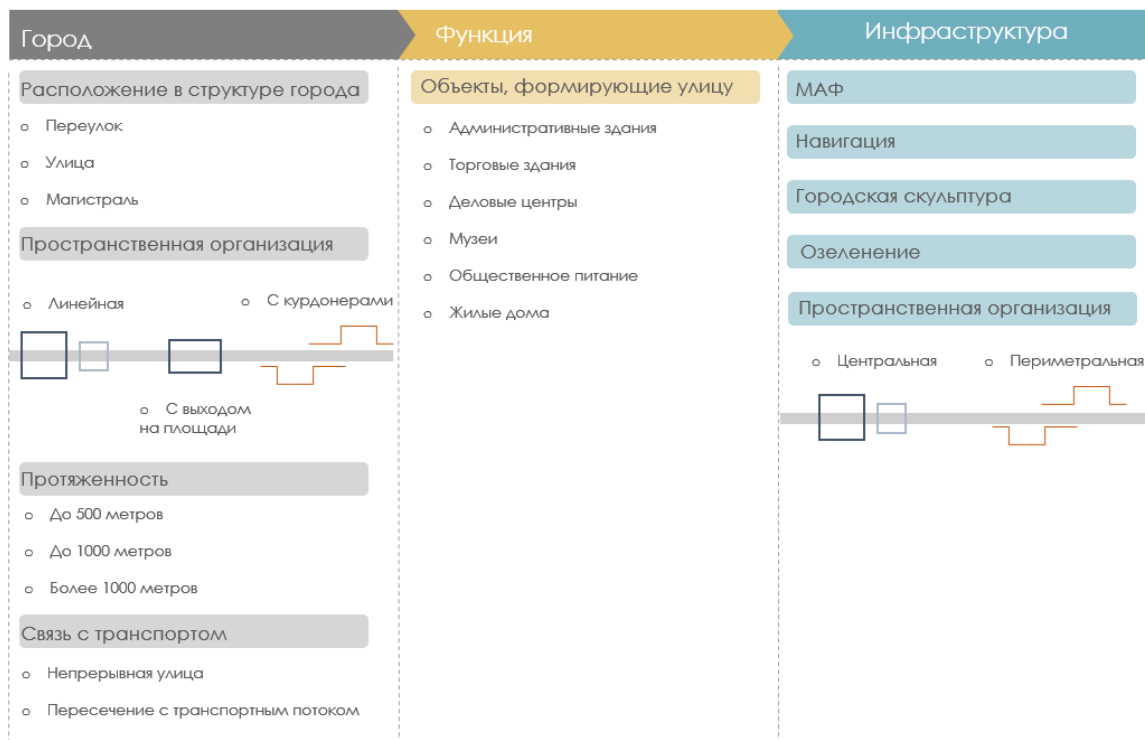 Город
Расположение в структуре города
Переулок
Улица
Магистраль
Пространственная организация
Линейная
С курдонерами
С выходом
на площади
Протяженность
До 500 метров
До 1000 метров
Более 1000 метров
Связь с транспортом
Непрерывная улица
Пересечение с транспортным потоком
Функция
Объекты, формирующие улицу
Административные здания
Торговые здания
Деловые центры
Музеи
Общественное питание
Жилые дома
Инфраструктура
МАФ
Навигация
Городская скульптура
Озеленение
Пространственная организация
Центральная
Периметральная